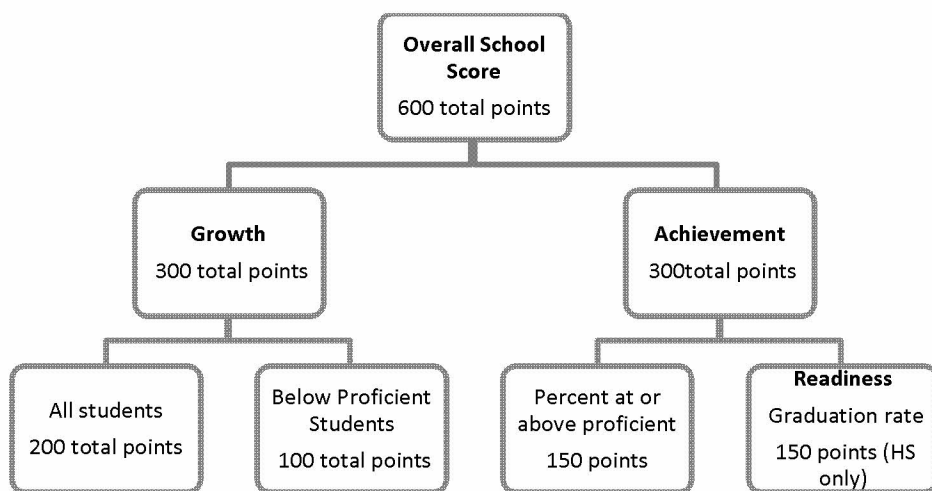 Overall School
Score
600 total points
Growth
300 total points
Achievement
300total points
All students
200 total points
Below Proficient
Students
100 total points
Percent at or
above proficient
150 points
Readiness
Graduation rate
150 points (HS
only)